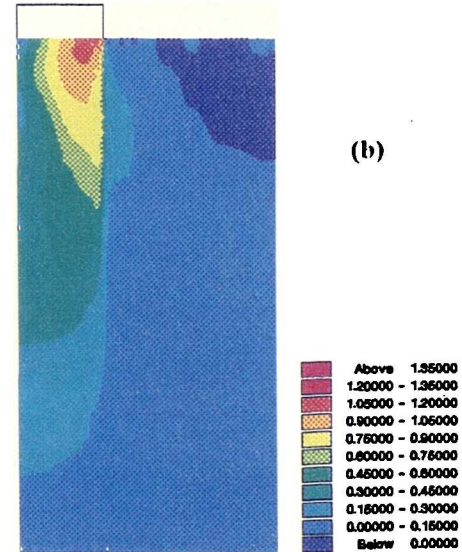 (b)
Above 1.35000
1.20000 - 1.35000
1.05000 - 1.20000
0.90000 - 1.05000
0.75000 - 0.90000
0.60000 - 0.75000
0.45000 - 0.60000
0.30000 - 0.45000
0.15000 - 0.30000
0.00000 - 0.15000
Below 0.00000